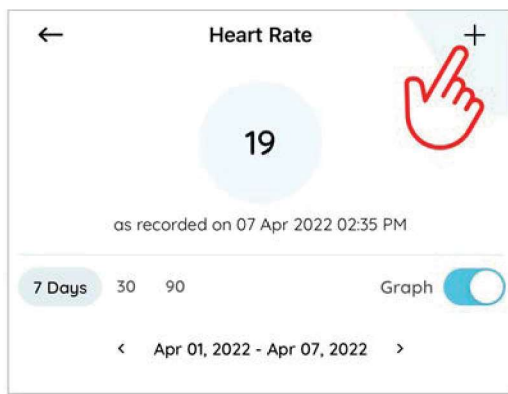 Heart Rate
19
as recorded on 07 Apr 2022 02:35 PM
7 Days 30 90 Graph
Apr 01, 2022 - Apr 07, 2022